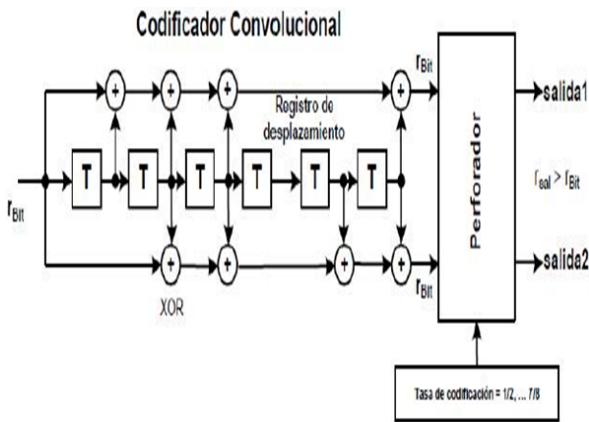 Codificador Convolucional
r_Bit
+ + + +
Registro de
desplazamiento
T T T T T T
r_Bit
+ + + +
XOR
r_Bit
Perforador
salida1
r_sal > r_Bit
salida2
Tasa de codificación = 1/2, ... 7/8